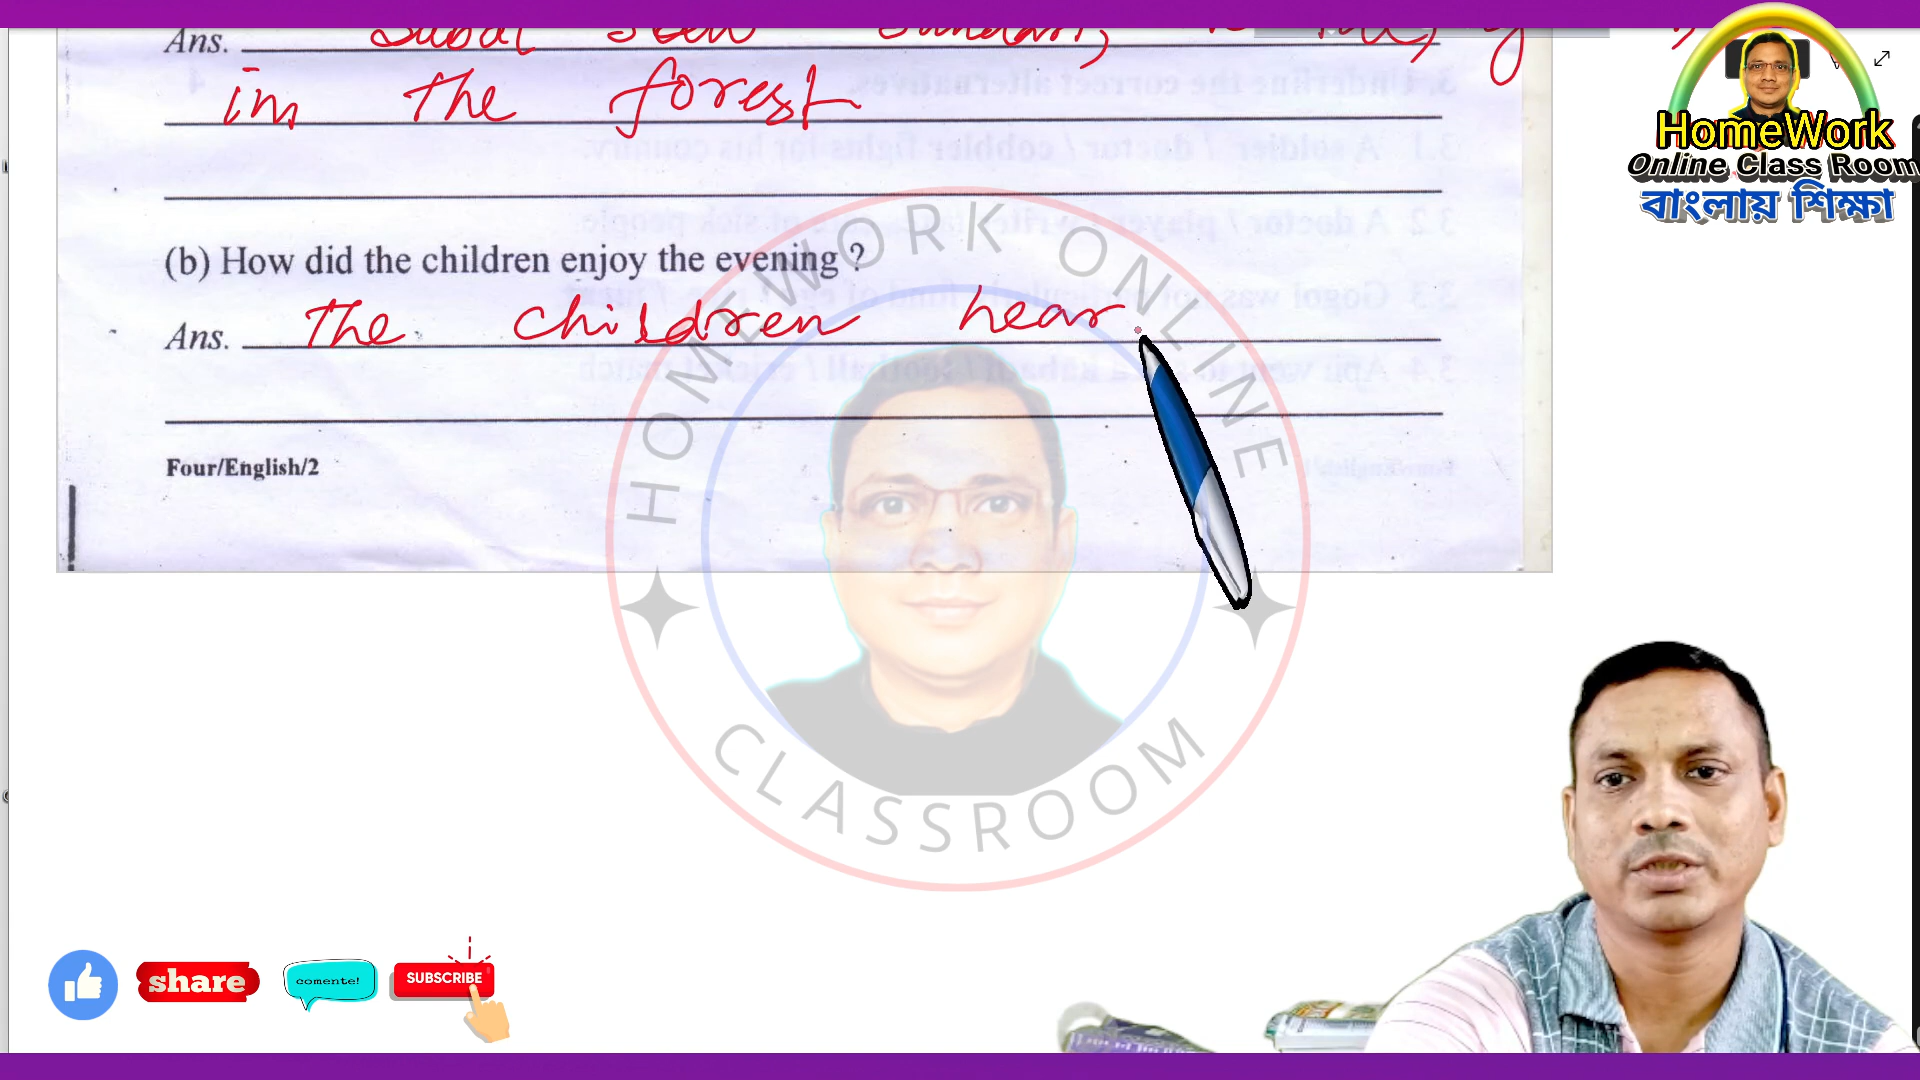 Ans.
in the forest
(b) How did the children enjoy the evening ?
Ans. The children hear
Four/English/2
HOMEWORK ONLINE
CLASSROOM
HomeWork
Online Class Room
বাংলায় শিক্ষা
share
comente!
SUBSCRIBE